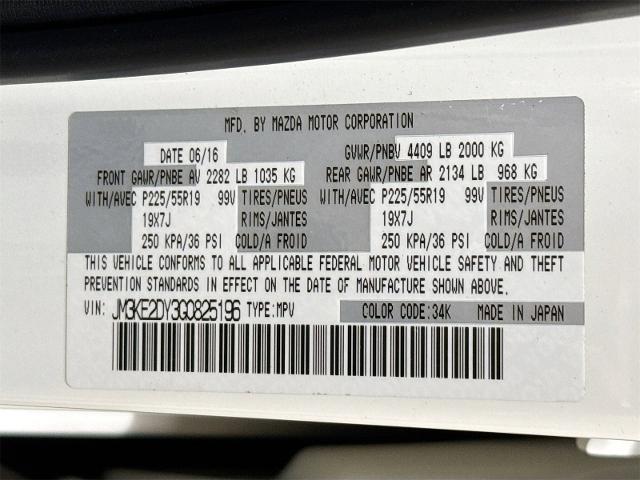 MFD. BY MAZDA MOTOR CORPORATION
DATE 06/16 GVWR/PNBV 4409 LB 2000 KG
FRONT GAWR/PNBE AV 2282 LB 1035 KG REAR GAWR/PNBE AR 2134 LB 968 KG
WITH/AVEC P225/55R19 99V TIRES/PNEUS WITH/AVEC P225/55R19 99V TIRES/PNEUS
19X7J RIMS/JANTES 19X7J RIMS/JANTES
250 KPA/36 PSI COLD/A FROID 250 KPA/36 PSI COLD/A FROID
THIS VEHICLE CONFORMS TO ALL APPLICABLE FEDERAL MOTOR VEHICLE SAFETY AND THEFT
PREVENTION STANDARDS IN EFFECT ON THE DATE OF MANUFACTURE SHOWN ABOVE.
VIN: JM3KE2DY3G0825196 TYPE: MPV COLOR CODE: 34K MADE IN JAPAN